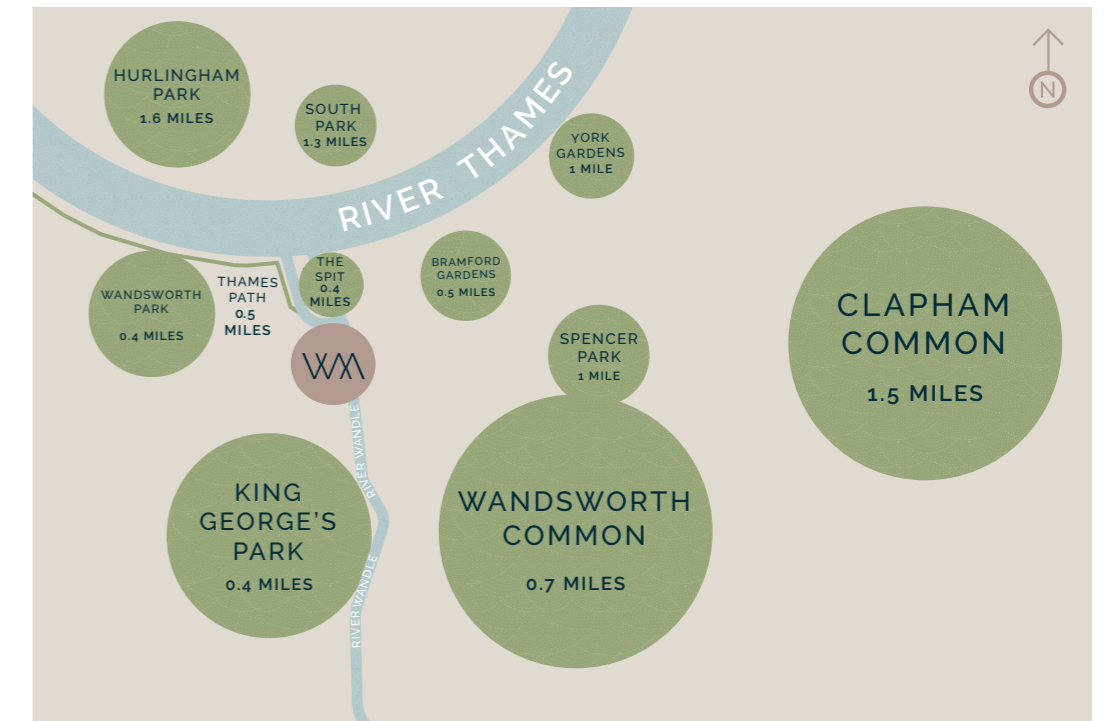 HURLINGHAM
PARK
1.6 MILES
SOUTH
PARK
1.3 MILES
RIVER THAMES
YORK
GARDENS
1 MILE
N
WANDSWORTH
PARK
0.4 MILES
THAMES
PATH
0.5
MILES
THE
SPIT
0.4
MILES
BRAMFORD
GARDENS
0.5 MILES
SPENCER
PARK
1 MILE
CLAPHAM
COMMON
1.5 MILES
WM
RIVER WANDLE
KING
GEORGE'S
PARK
0.4 MILES
WANDSWORTH
COMMON
0.7 MILES
RIVER WANDLE